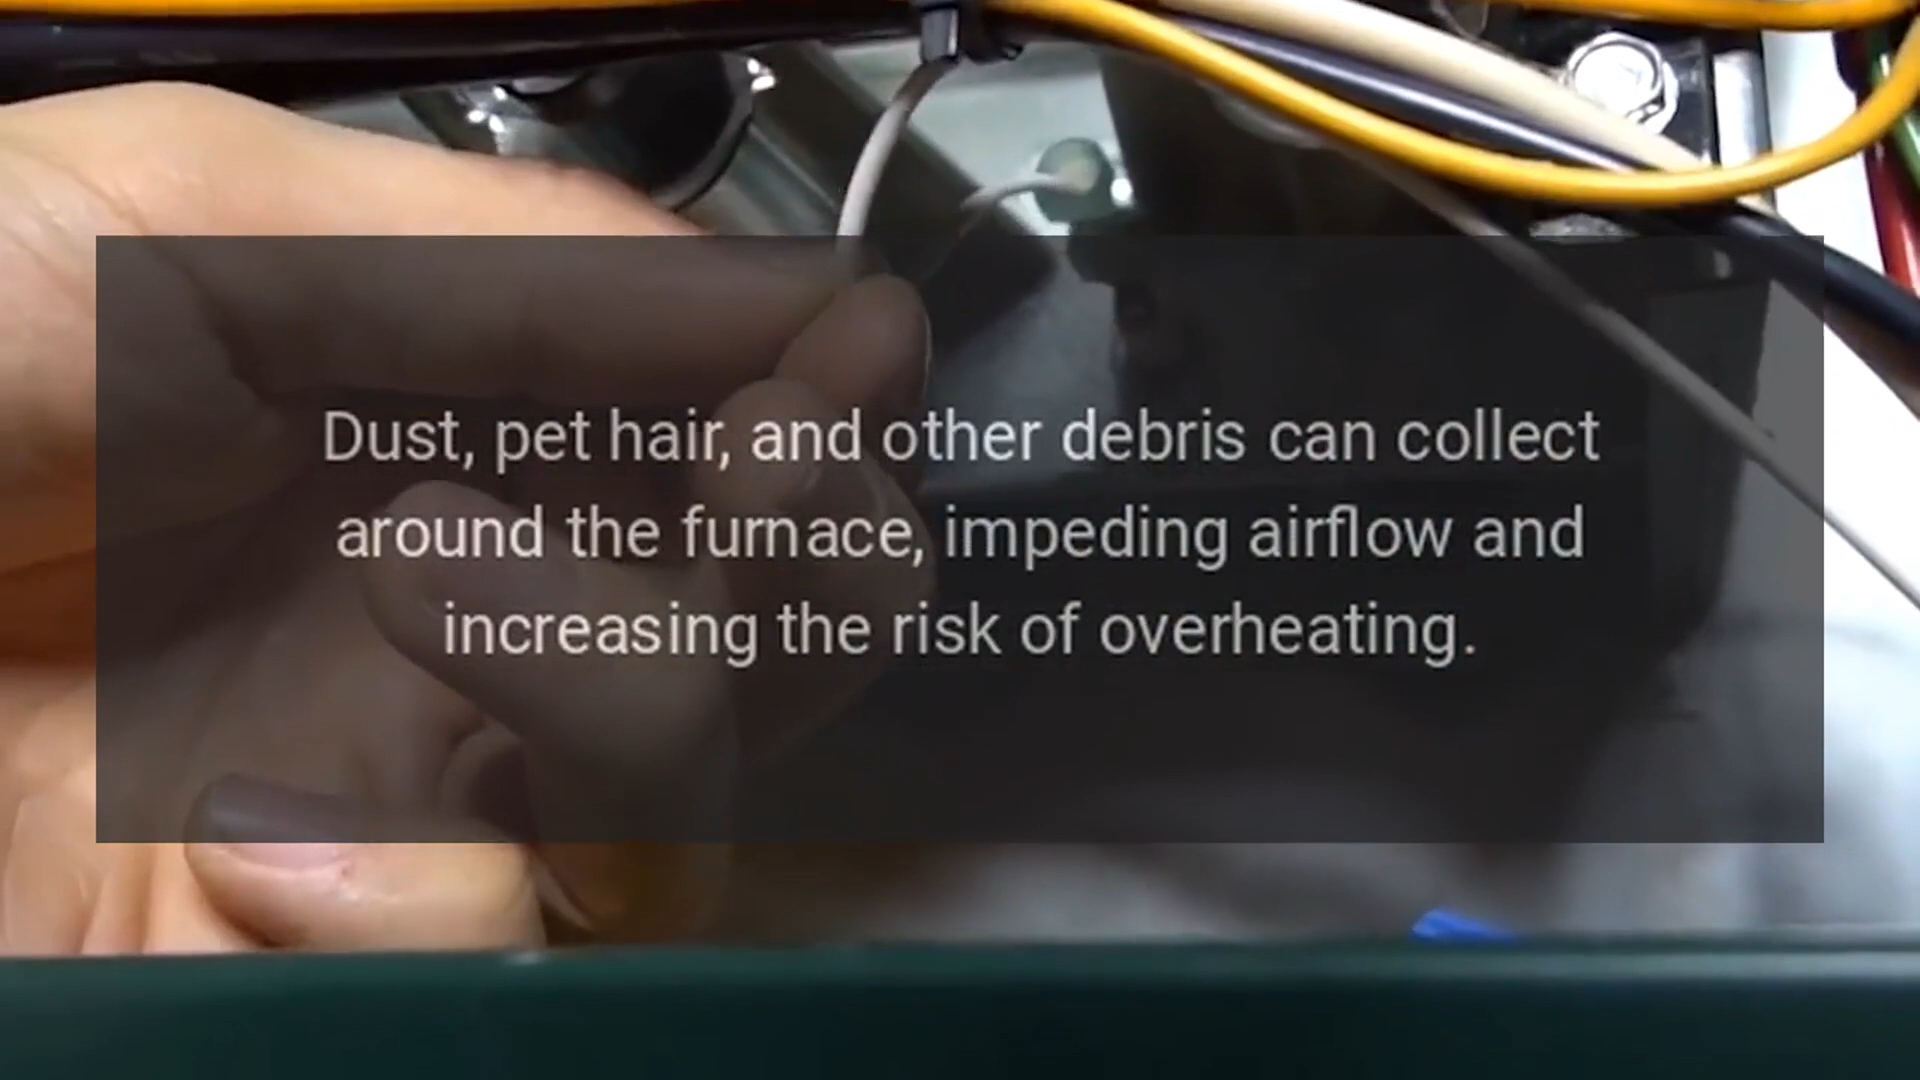 Dust, pet hair, and other debris can collect
around the furnace, impeding airflow and
increasing the risk of overheating.